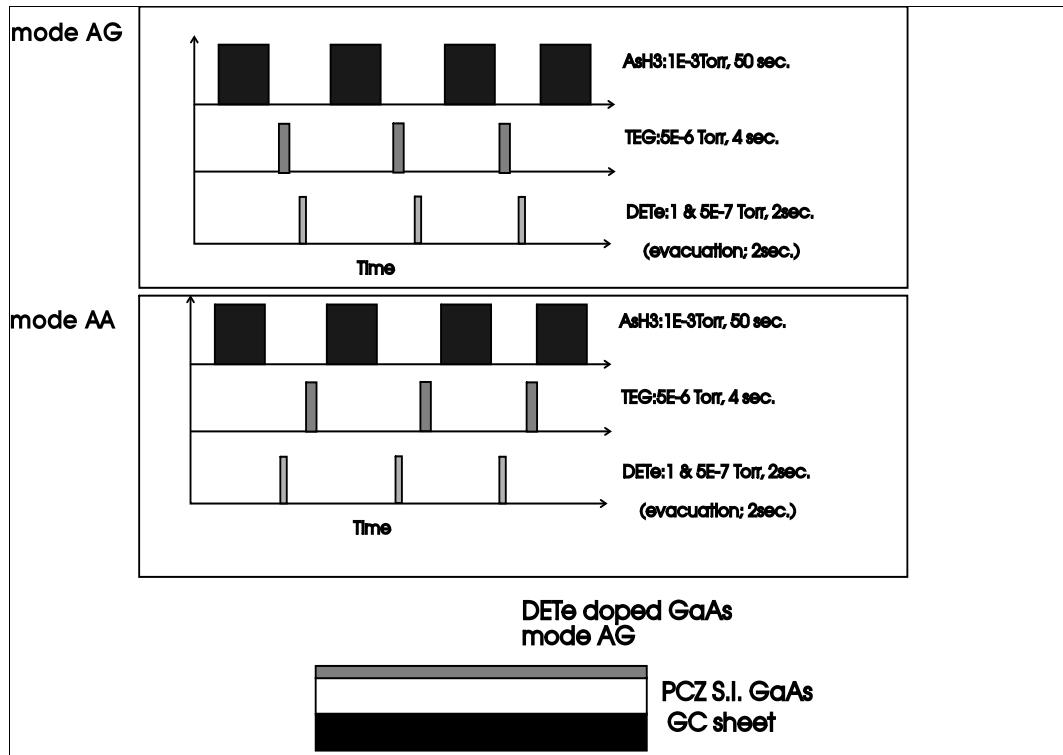 mode AG
AsH3:1E-3Torr, 50 sec.
TEG:5E-6 Torr, 4 sec.
DETe:1 & 5E-7 Torr, 2sec.
(evacuation; 2sec.)
Time
mode AA
AsH3:1E-3Torr, 50 sec.
TEG:5E-6 Torr, 4 sec.
DETe:1 & 5E-7 Torr, 2sec.
(evacuation; 2sec.)
Time
DETe doped GaAs
mode AG
PCZ S.I. GaAs
GC sheet